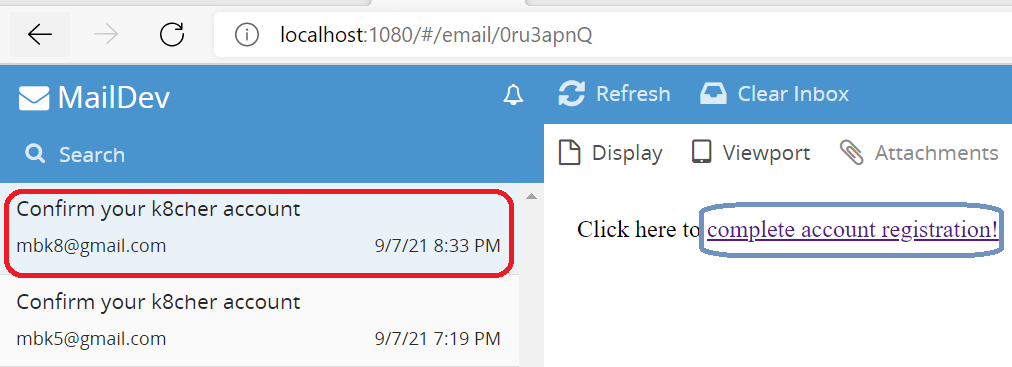 localhost:1080/#/email/0ru3apnQ
MailDev
Refresh Clear Inbox
Search
Display Viewport Attachments
Confirm your k8cher account
mbk8@gmail.com 9/7/21 8:33 PM
Click here to complete account registration!
Confirm your k8cher account
mbk5@gmail.com 9/7/21 7:19 PM